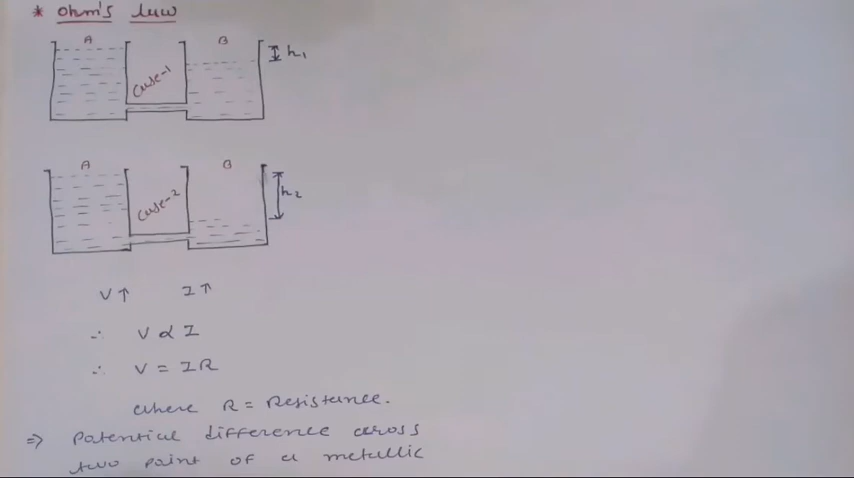 * Ohm's law
A B
Case-1
h₁
A B
Case-2
h₂
V↑ I↑
∴ V ∝ I
∴ V = IR
where R = Resistance.
⇒ Potential difference across
two point of a metallic